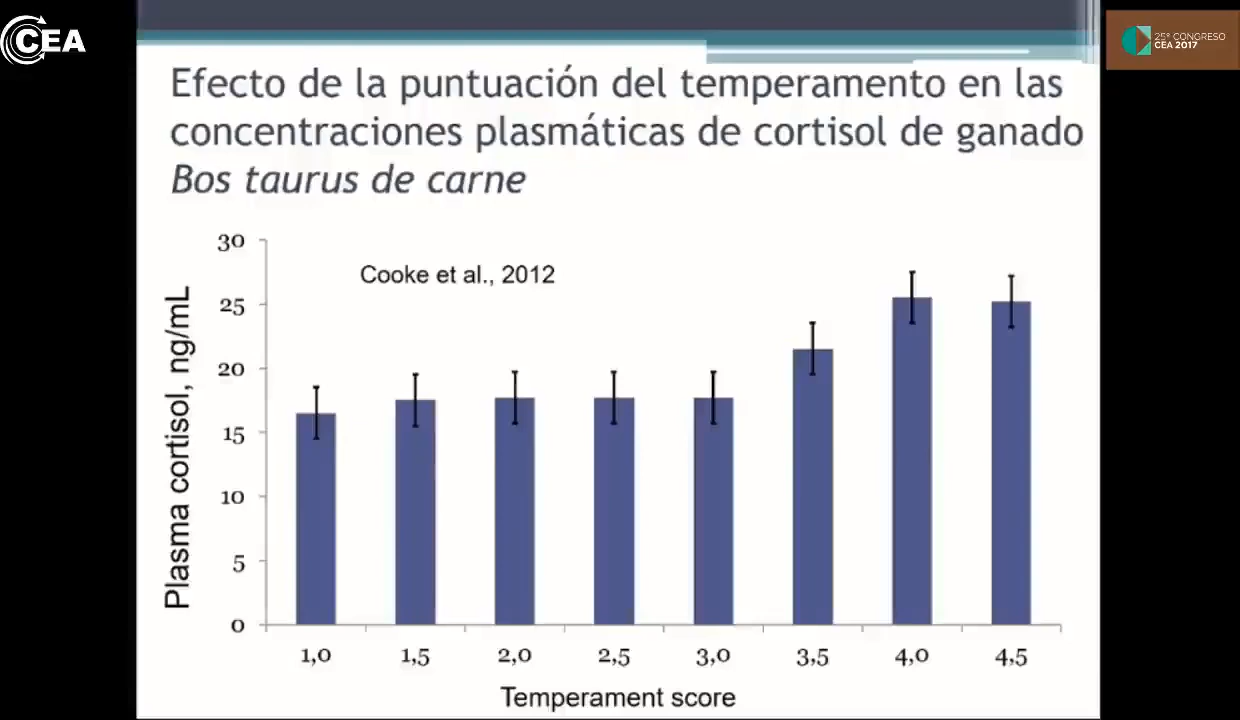 CEA
25º CONGRESO
CEA 2017
Efecto de la puntuación del temperamento en las
concentraciones plasmáticas de cortisol de ganado
Bos taurus de carne
Cooke et al., 2012
Plasma cortisol, ng/mL
30
25
20
15
10
5
0
1,0 1,5 2,0 2,5 3,0 3,5 4,0 4,5
Temperament score